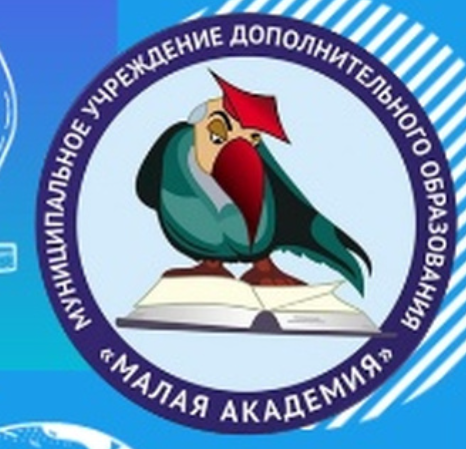 МУНИЦИПАЛЬНОЕ УЧРЕЖДЕНИЕ ДОПОЛНИТЕЛЬНОГО ОБРАЗОВАНИЯ
«МАЛАЯ АКАДЕМИЯ»